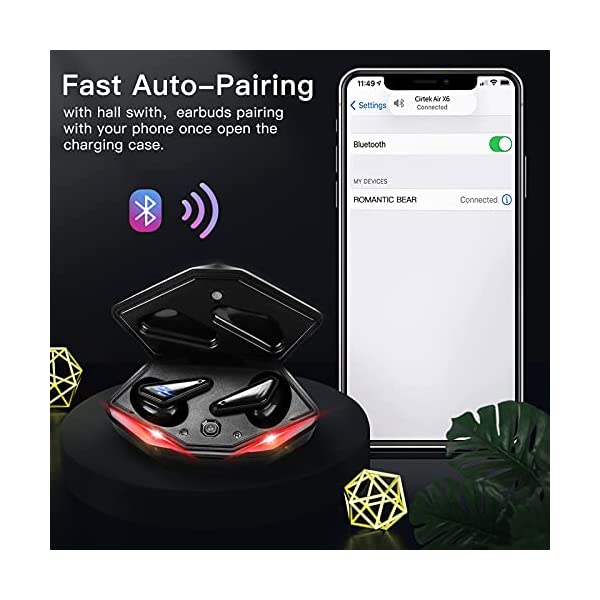 Fast Auto-Pairing
with hall swith, earbuds pairing
with your phone once open the
charging case.
11:49
Settings
Cirtek Air X6
Connected
Bluetooth
MY DEVICES
ROMANTIC BEAR Connected